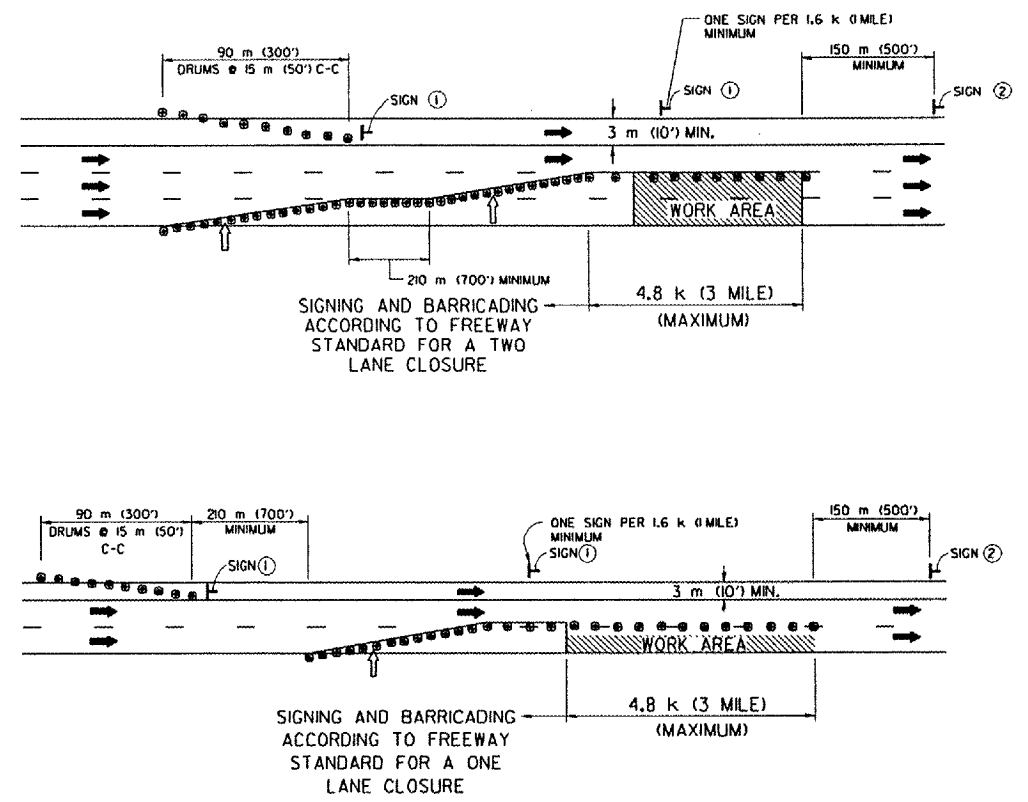 ONE SIGN PER 1.6 k (1 MILE)
MINIMUM
90 m (300')
DRUMS @ 15 m (50') C-C
SIGN ①
SIGN ①
150 m (500')
MINIMUM
SIGN ②
3 m (10') MIN.
WORK AREA
210 m (700') MINIMUM
SIGNING AND BARRICADING
ACCORDING TO FREEWAY
STANDARD FOR A TWO
LANE CLOSURE
4.8 k (3 MILE)
(MAXIMUM)
90 m (300')
DRUMS @ 15 m (50')
C-C
210 m (700')
MINIMUM
SIGN ①
ONE SIGN PER 1.6 k (1 MILE)
MINIMUM
SIGN ①
150 m (500')
MINIMUM
SIGN ②
3 m (10') MIN.
WORK AREA
SIGNING AND BARRICADING
ACCORDING TO FREEWAY
STANDARD FOR A ONE
LANE CLOSURE
4.8 k (3 MILE)
(MAXIMUM)